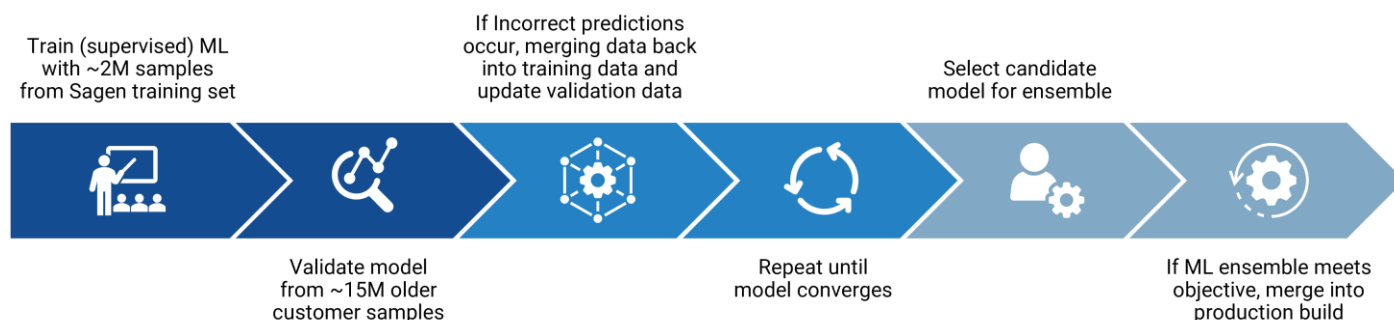 Train (supervised) ML
with ~2M samples
from Sagen training set
Validate model
from ~15M older
customer samples
If Incorrect predictions
occur, merging data back
into training data and
update validation data
Repeat until
model converges
Select candidate
model for ensemble
If ML ensemble meets
objective, merge into
production build